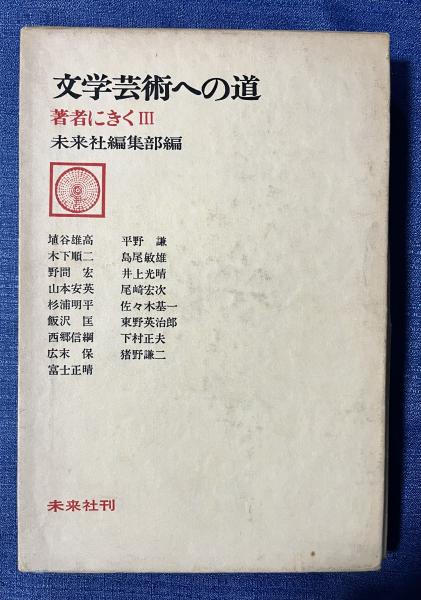 文学芸術への道
著者にきくIII
未来社編集部編
埴谷雄高
木下順二
野間 宏
山本安英
杉浦明平
飯沢 匡
西郷信綱
広末 保
富士正晴
平野 謙
島尾敏雄
井上光晴
尾崎宏次
佐々木基一
東野英治郎
下村正夫
猪野謙二
未来社刊